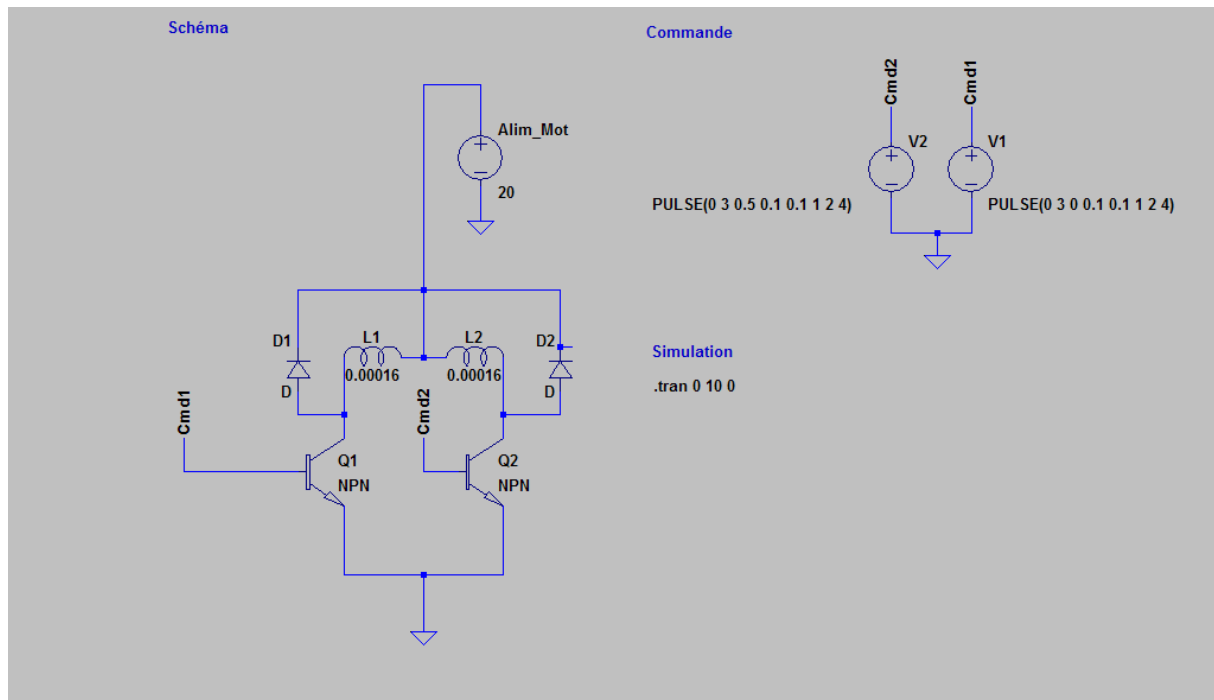 Schéma
Commande
Cmd2
Cmd1
Alim_Mot
20
V2
V1
PULSE(0 3 0.5 0.1 0.1 1 2 4)
PULSE(0 3 0 0.1 0.1 1 2 4)
D1
L1
L2
D2
0.00016
0.00016
D
D
Simulation
.tran 0 10 0
Cmd1
Cmd2
Q1
NPN
Q2
NPN